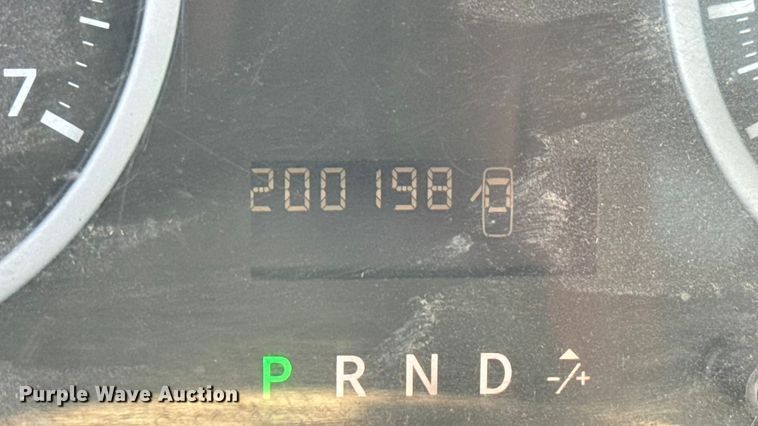 7
200198
P R N D -/+
Purple Wave Auction